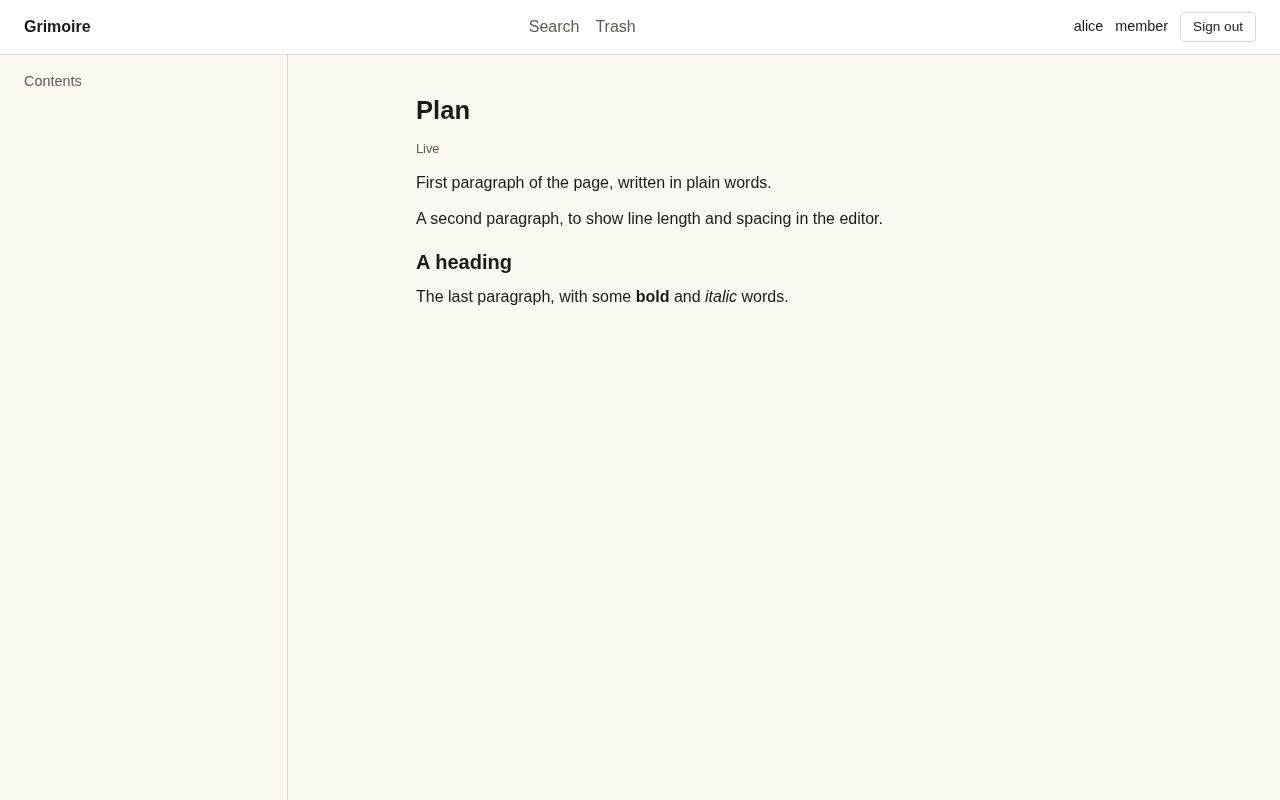 Grimoire
Search Trash
alice member Sign out
Contents
Plan
Live
First paragraph of the page, written in plain words.
A second paragraph, to show line length and spacing in the editor.
A heading
The last paragraph, with some bold and italic words.